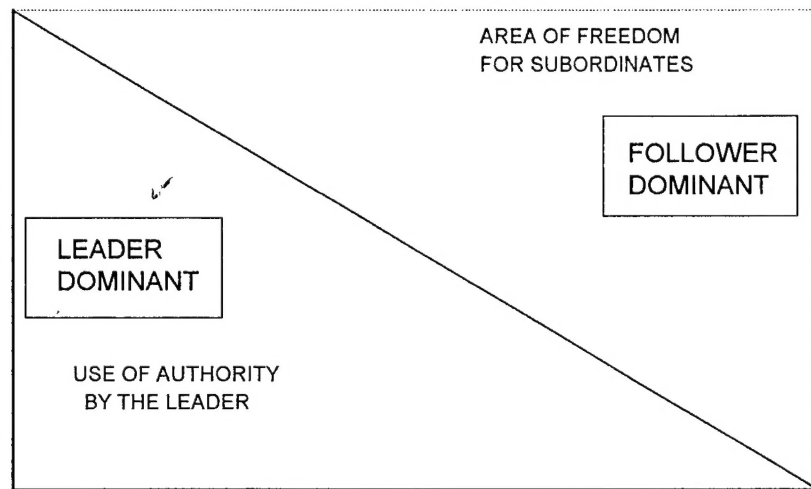 AREA OF FREEDOM
FOR SUBORDINATES
FOLLOWER
DOMINANT
LEADER
DOMINANT
USE OF AUTHORITY
BY THE LEADER